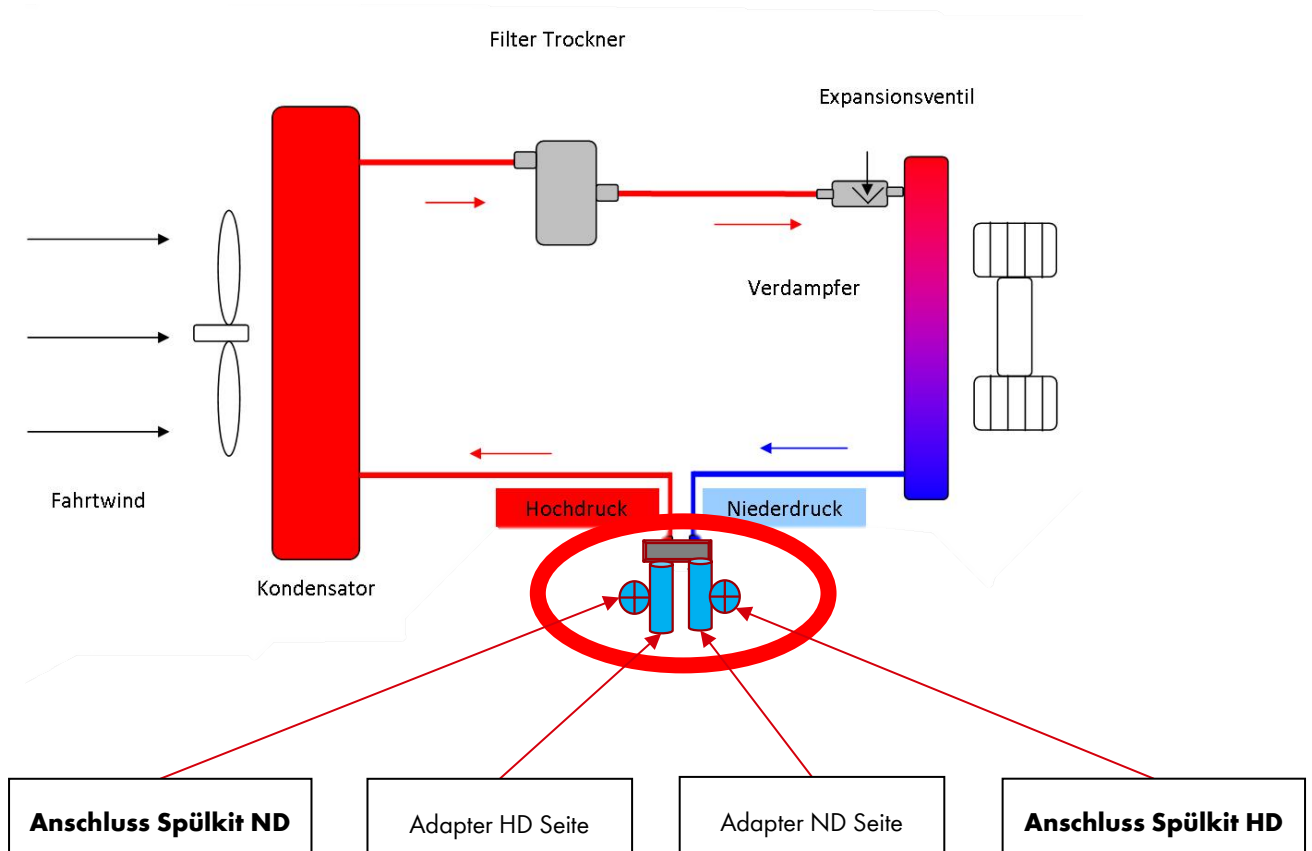 Filter Trockner
Expansionsventil
Verdampfer
Fahrtwind
Hochdruck
Niederdruck
Kondensator
Anschluss Spülkit ND
Adapter HD Seite
Adapter ND Seite
Anschluss Spülkit HD